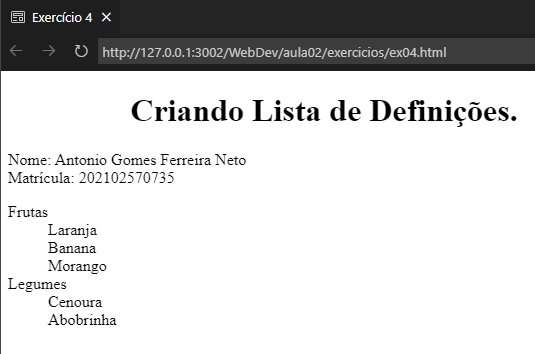 Exercício 4
http://127.0.0.1:3002/WebDev/aula02/exercicios/ex04.html
Criando Lista de Definições.
Nome: Antonio Gomes Ferreira Neto
Matrícula: 202102570735
Frutas
Laranja
Banana
Morango
Legumes
Cenoura
Abobrinha